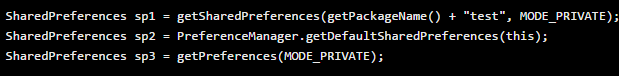 SharedPreferences sp1 = getSharedPreferences(getPackageName() + "test", MODE_PRIVATE);
SharedPreferences sp2 = PreferenceManager.getDefaultSharedPreferences(this);
SharedPreferences sp3 = getPreferences(MODE_PRIVATE);